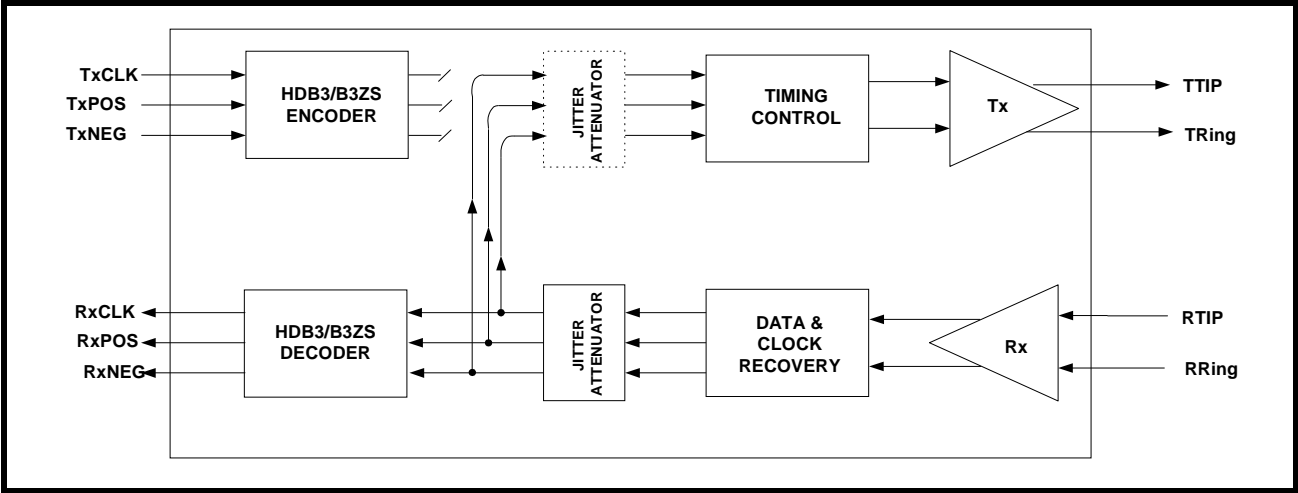 TxCLK
TxPOS
TxNEG
HDB3/B3ZS
ENCODER
JITTER
ATTENUATOR
TIMING
CONTROL
Tx
TTIP
TRing
RxCLK
RxPOS
RxNEG
HDB3/B3ZS
DECODER
JITTER
ATTENUATOR
DATA &
CLOCK
RECOVERY
Rx
RTIP
RRing